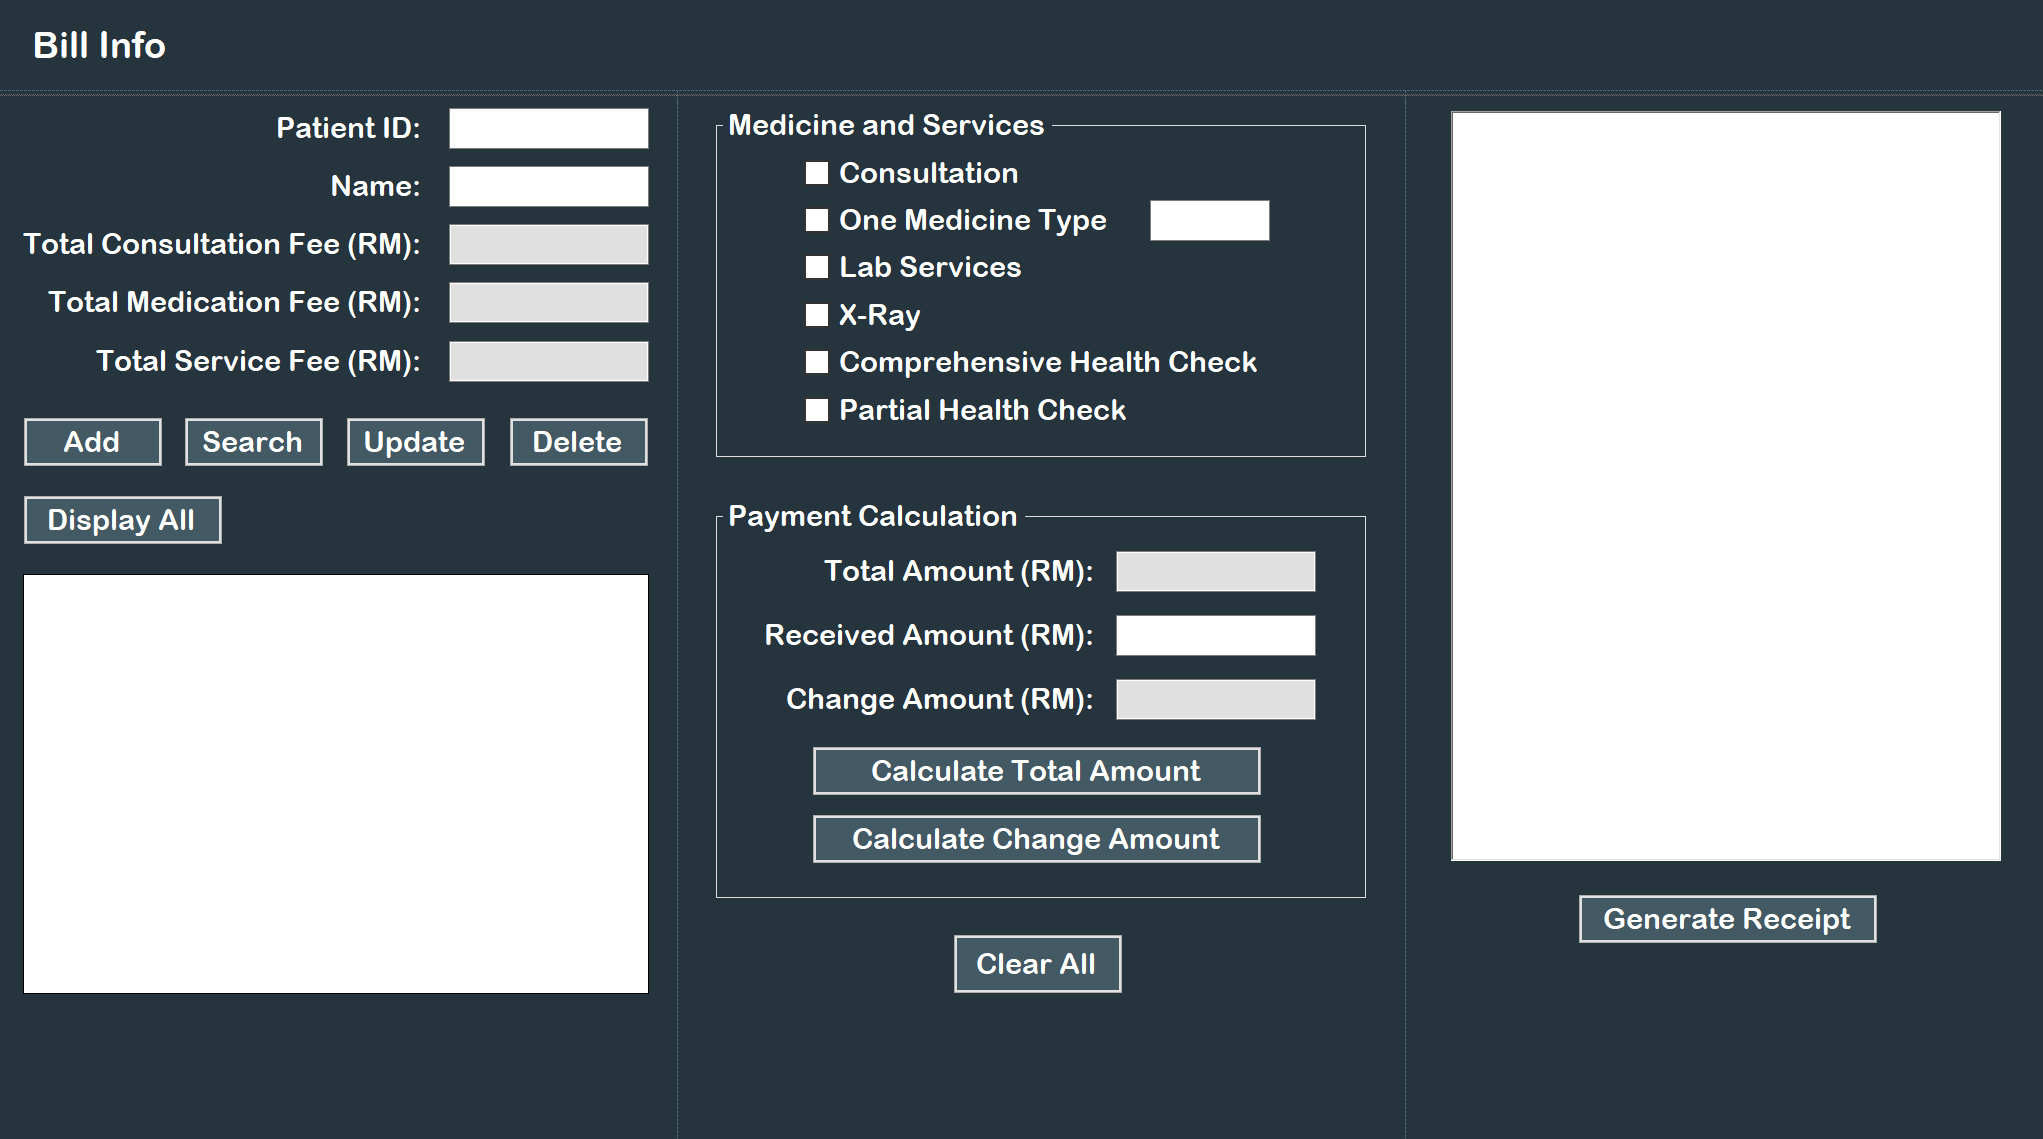 Bill Info
Patient ID:
Name:
Total Consultation Fee (RM):
Total Medication Fee (RM):
Total Service Fee (RM):
Add
Search
Update
Delete
Display All
Medicine and Services
Consultation
One Medicine Type
Lab Services
X-Ray
Comprehensive Health Check
Partial Health Check
Payment Calculation
Total Amount (RM):
Received Amount (RM):
Change Amount (RM):
Calculate Total Amount
Calculate Change Amount
Clear All
Generate Receipt